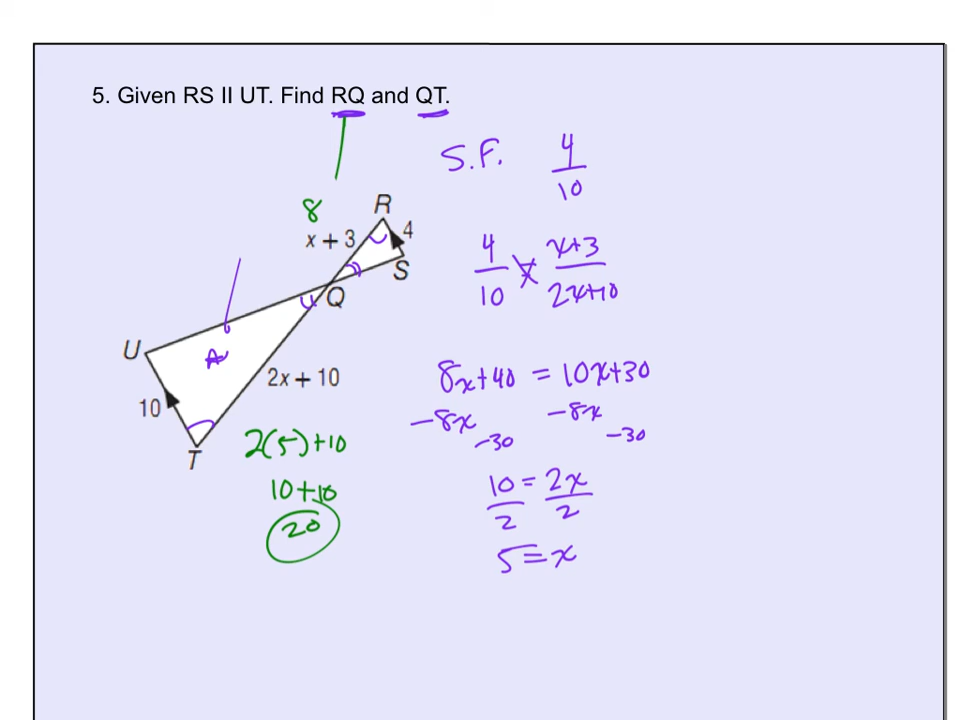 5. Given RS II UT. Find RQ and QT.
S.F. 4/10
8
R
x + 3
4
S
Q
4/10 x+3/2x+10
U
2x + 10
10
T
8x+40 = 10x+30
-8x -8x
-30 -30
2(5)+10
10+10
20
10 = 2x
2 2
5 = x